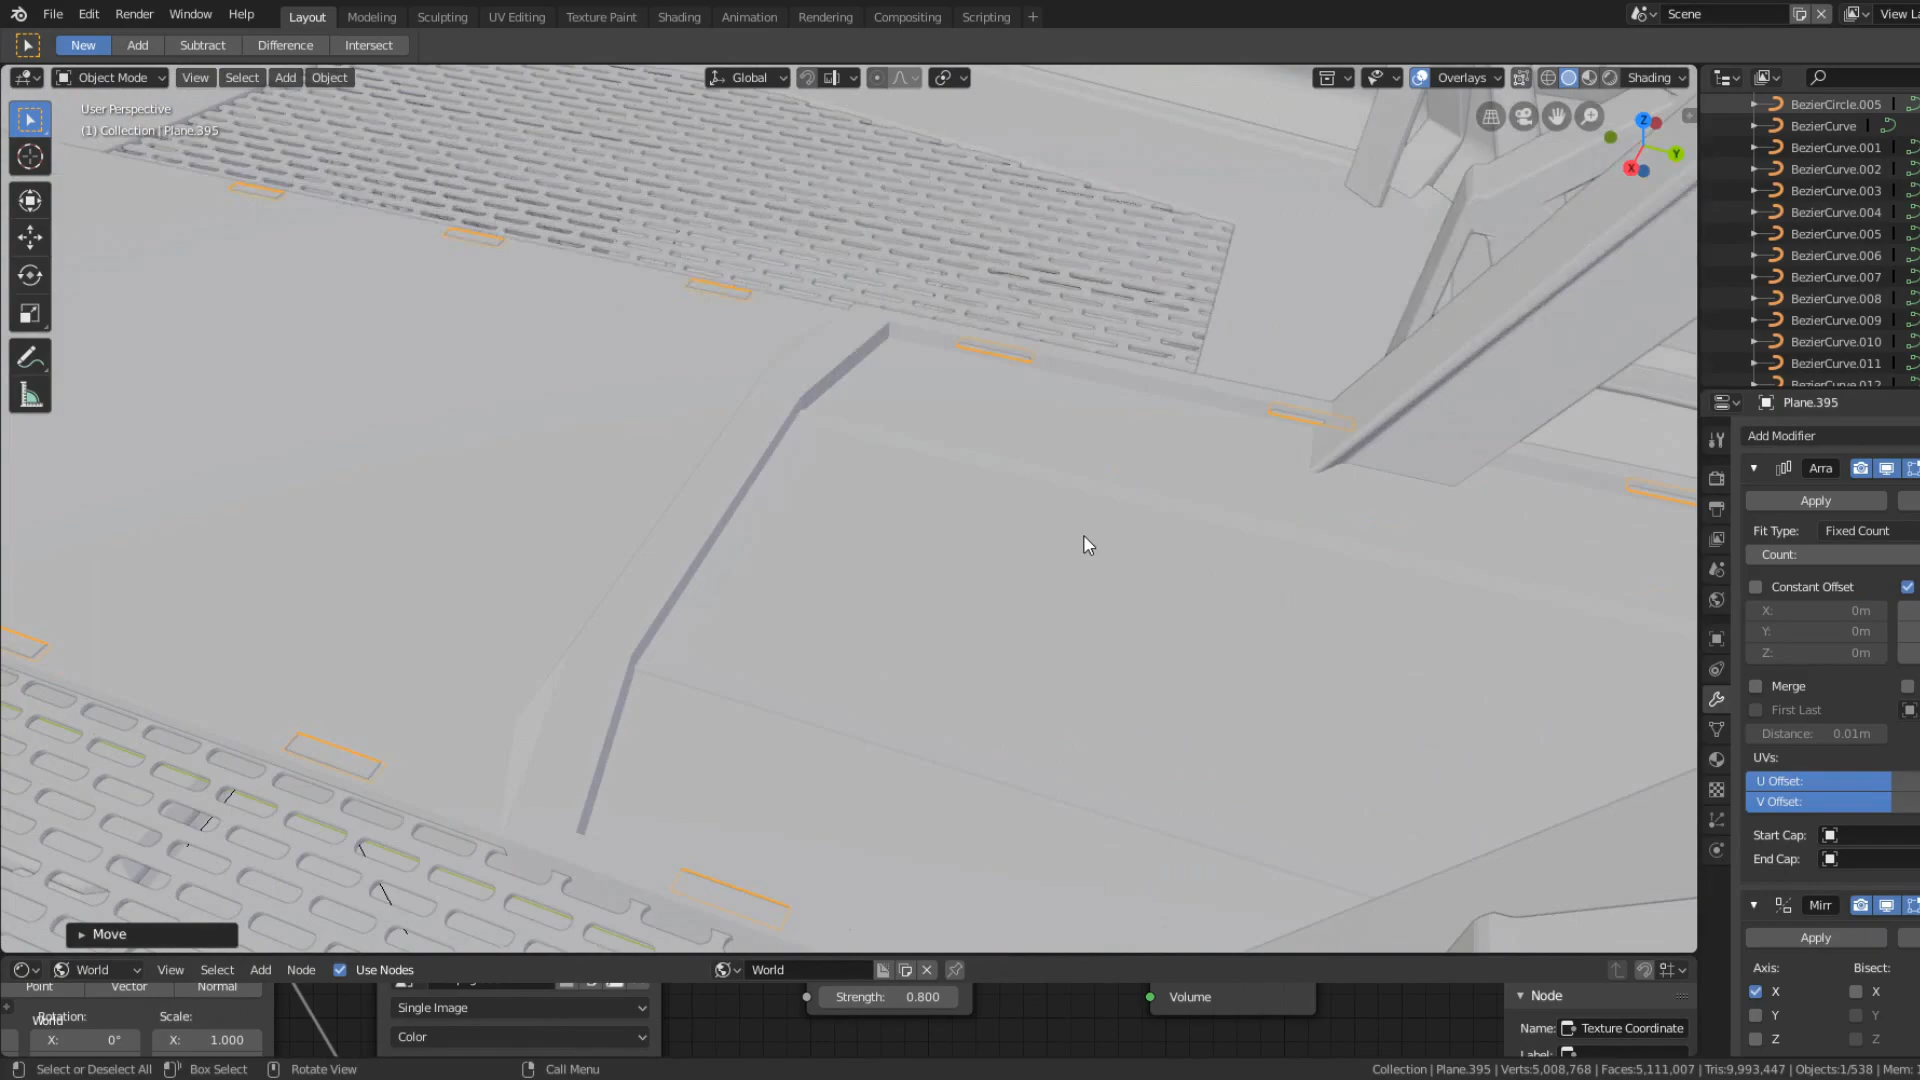 File Edit Render Window Help Layout Modeling Sculpting UV Editing Texture Paint Shading Animation Rendering Compositing Scripting + Scene View La
New Add Subtract Difference Intersect
Object Mode View Select Add Object Global Overlays Shading
User Perspective
(1) Collection | Plane.395
Z
Y
X
BezierCircle.005
BezierCurve
BezierCurve.001
BezierCurve.002
BezierCurve.003
BezierCurve.004
BezierCurve.005
BezierCurve.006
BezierCurve.007
BezierCurve.008
BezierCurve.009
BezierCurve.010
BezierCurve.011
BezierCurve.012
Plane.395
Add Modifier
Arra
Apply
Fit Type: Fixed Count
Count:
Constant Offset
X: 0m
Y: 0m
Z: 0m
Merge
First Last
Distance: 0.01m
UVs:
U Offset:
V Offset:
Start Cap:
End Cap:
Mirr
Apply
Axis: Bisect:
X X
Y Y
Z Z
Move
World View Select Add Node Use Nodes World
Point Vector Normal
Rotation: Scale:
World
X: 0° X: 1.000
Single Image
Color
Strength: 0.800
Volume
Node
Name: Texture Coordinate
Label:
Select or Deselect All Box Select Rotate View Call Menu Collection | Plane.395 | Verts:5,008,768 | Faces:5,111,007 | Tris:9,993,447 | Objects:1/538 | Mem: